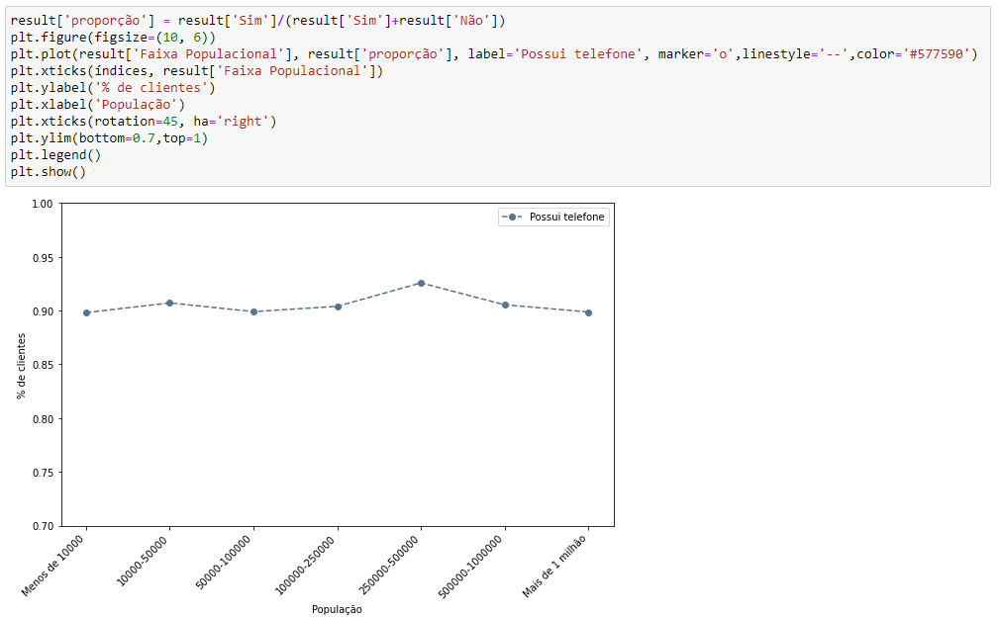 result['proporção'] = result['Sim']/(result['Sim']+result['Não'])
plt.figure(figsize=(10, 6))
plt.plot(result['Faixa Populacional'], result['proporção'], label='Possui telefone', marker='o',linestyle='--',color='#577590')
plt.xticks(índices, result['Faixa Populacional'])
plt.ylabel('% de clientes')
plt.xlabel('População')
plt.xticks(rotation=45, ha='right')
plt.ylim(bottom=0.7,top=1)
plt.legend()
plt.show()
1.00
Possui telefone
0.95
0.90
0.85
0.80
0.75
0.70
% de clientes
Menos de 10000
10000-50000
50000-100000
100000-250000
250000-500000
500000-1000000
Mais de 1 milhão
População